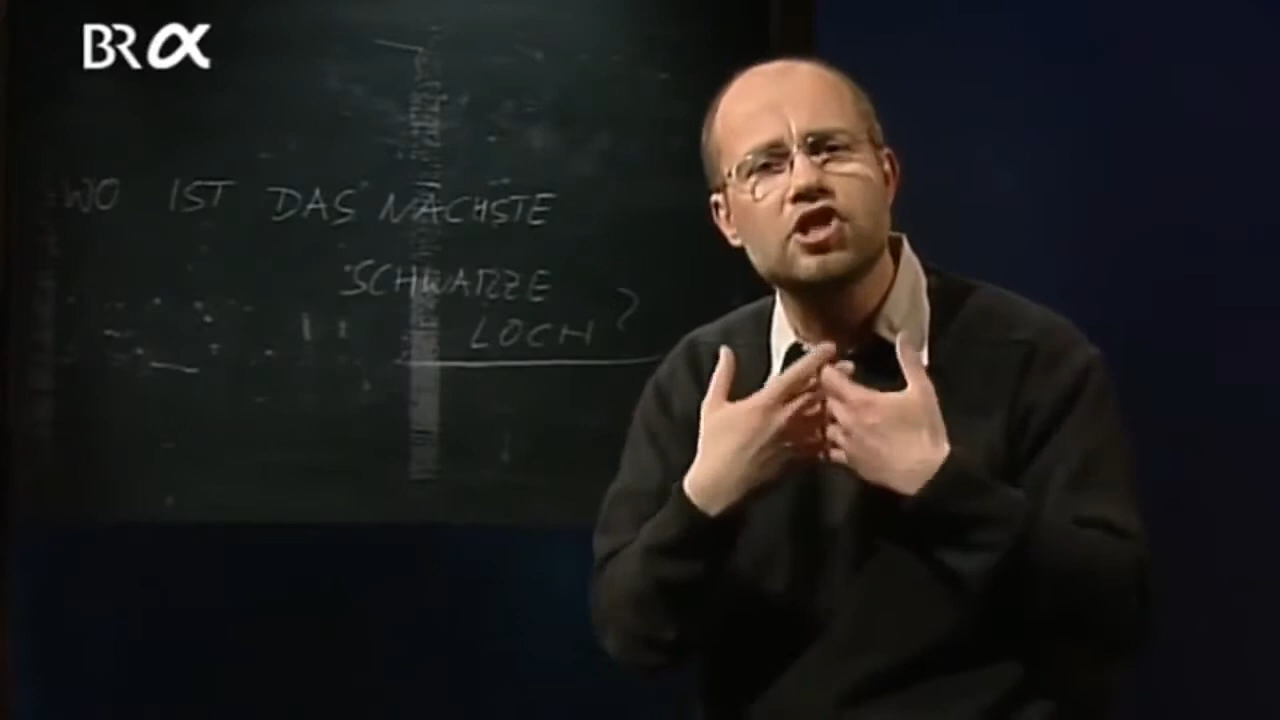 BR α
WO IST DAS NÄCHSTE
SCHWARZE
LOCH?